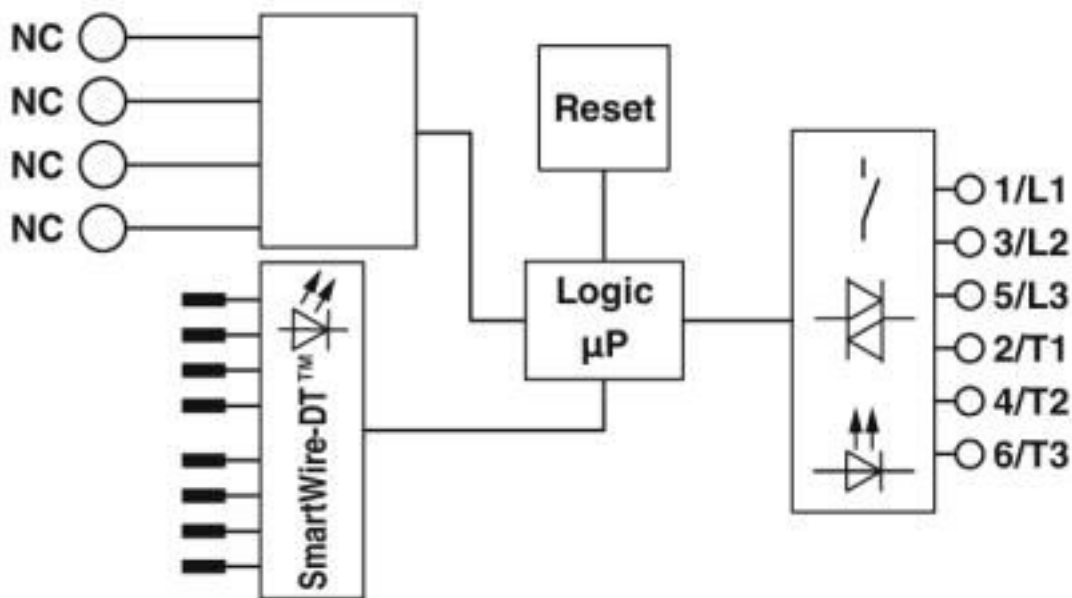 NC
NC
NC
NC
Reset
Logic
µP
SmartWire-DT™
1/L1
3/L2
5/L3
2/T1
4/T2
6/T3